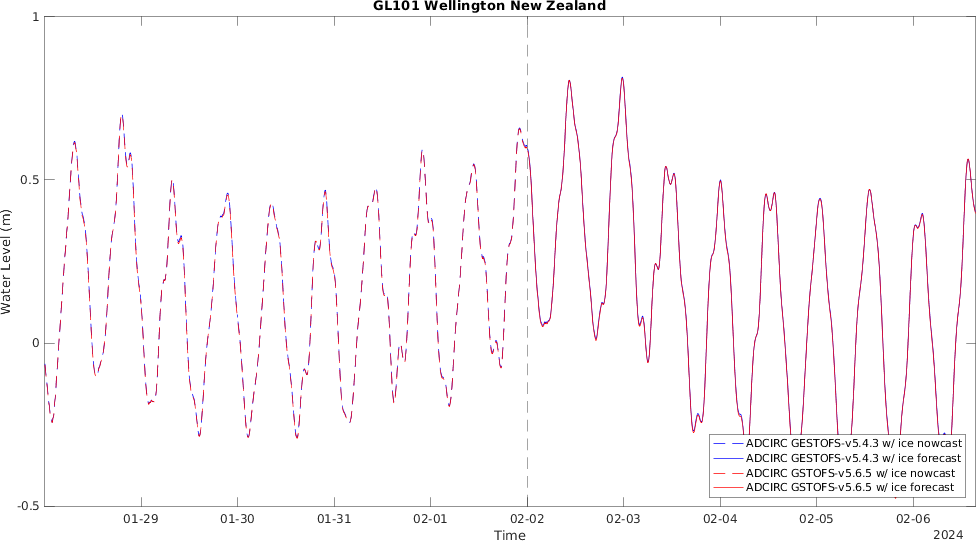 GL101 Wellington New Zealand
1
0.5
0
-0.5
Water Level (m)
01-29 01-30 01-31 02-01 02-02 02-03 02-04 02-05 02-06
Time
2024
ADCIRC GESTOFS-v5.4.3 w/ ice nowcast
ADCIRC GESTOFS-v5.4.3 w/ ice forecast
ADCIRC GSTOFS-v5.6.5 w/ ice nowcast
ADCIRC GSTOFS-v5.6.5 w/ ice forecast